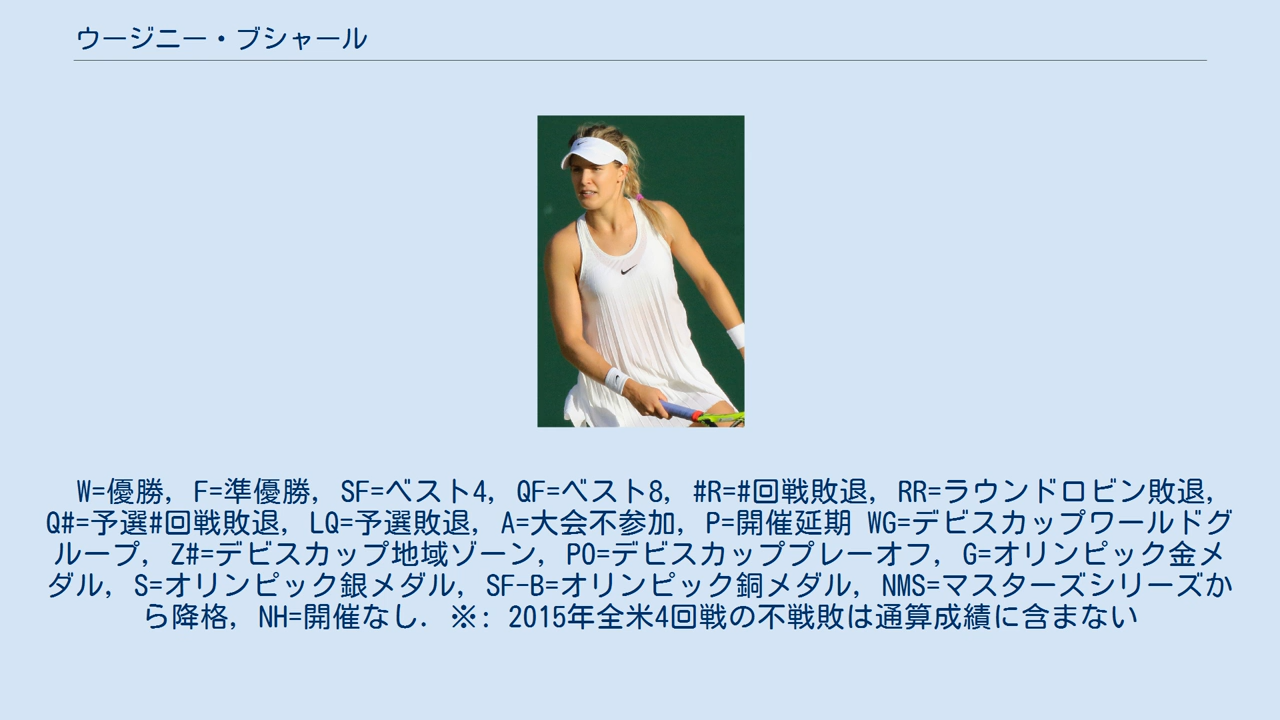 ウージニー・ブシャール
W=優勝, F=準優勝, SF=ベスト4, QF=ベスト8, #R=#回戦敗退, RR=ラウンドロビン敗退,
Q#=予選#回戦敗退, LQ=予選敗退, A=大会不参加, P=開催延期 WG=デビスカップワールドグ
ループ, Z#=デビスカップ地域ゾーン, PO=デビスカッププレーオフ, G=オリンピック金メ
ダル, S=オリンピック銀メダル, SF-B=オリンピック銅メダル, NMS=マスターズシリーズか
ら降格, NH=開催なし. ※: 2015年全米4回戦の不戦敗は通算成績に含まない